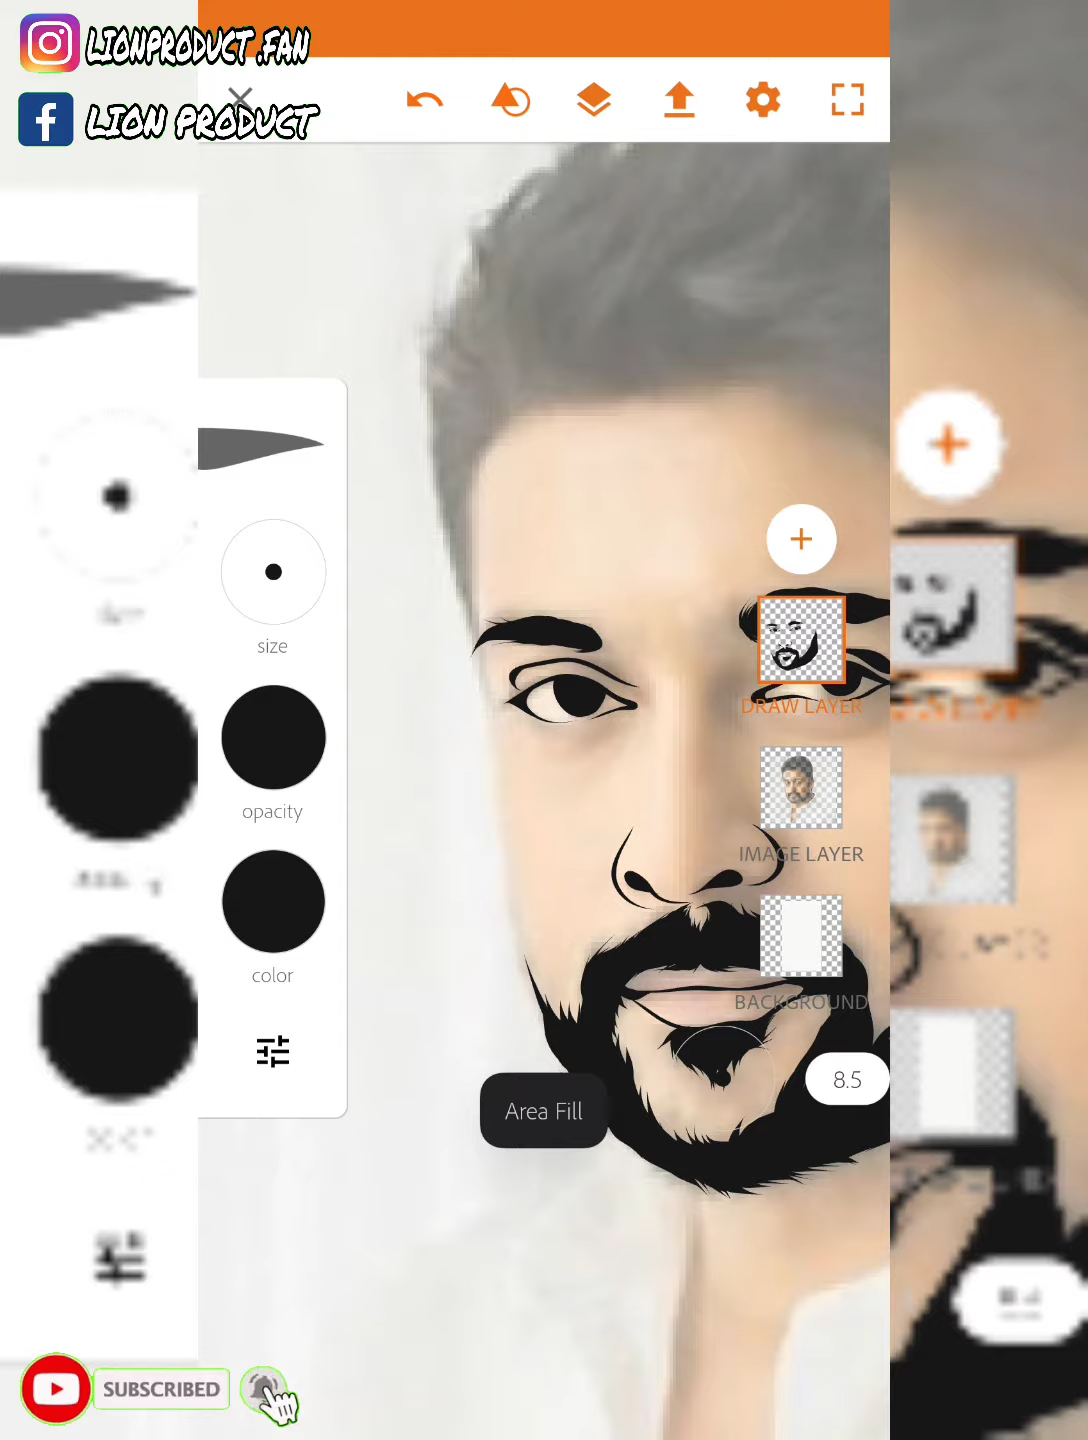 LIONPRODUCT .FAN
LION PRODUCT
size
opacity
color
DRAW LAYER
IMAGE LAYER
BACKGROUND
8.5
Area Fill
SUBSCRIBED